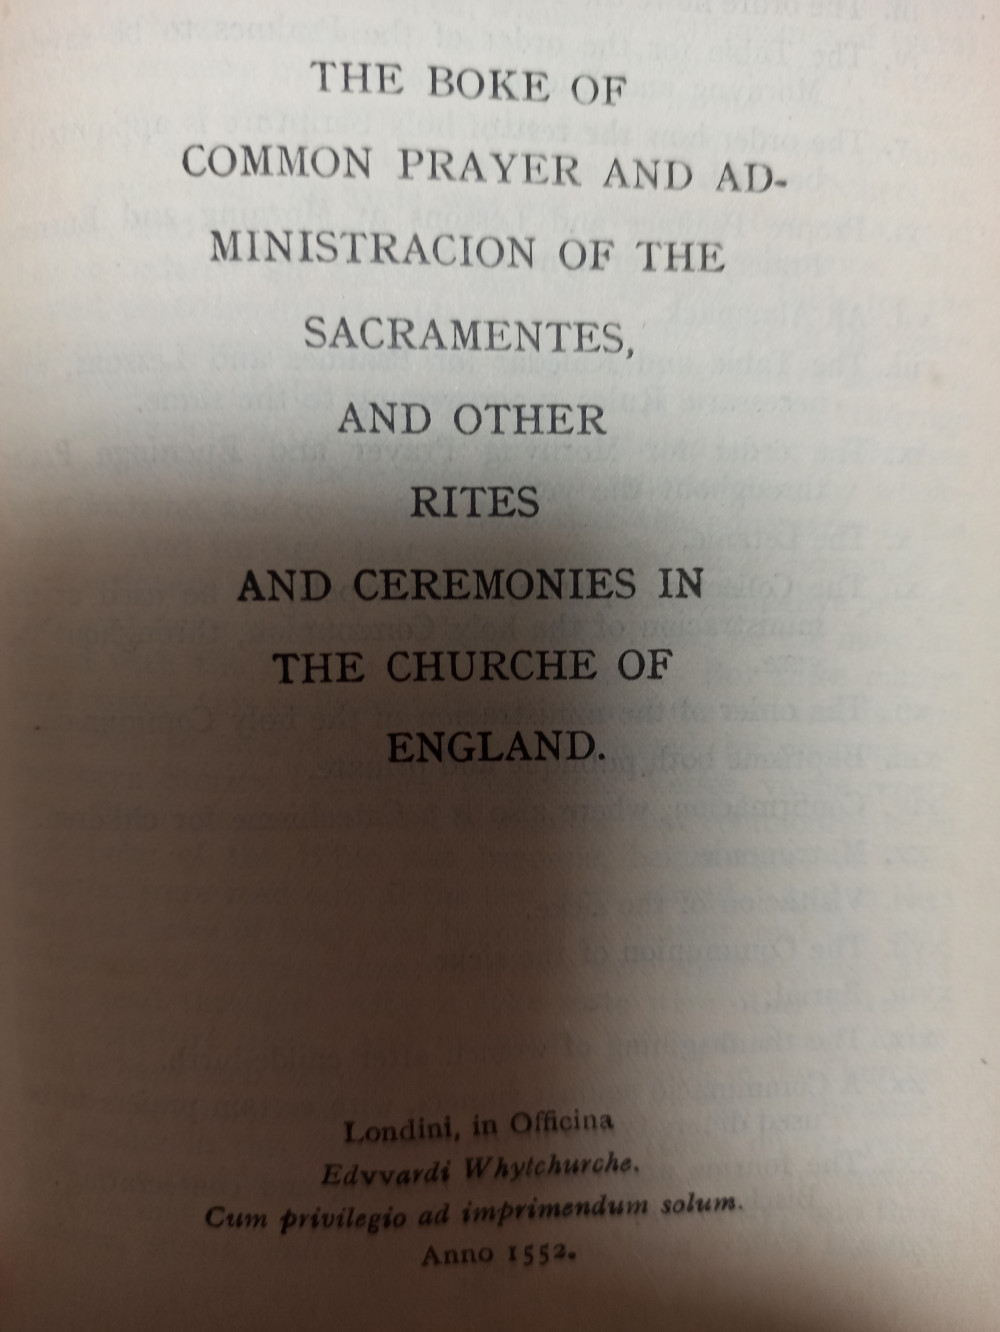 THE BOKE OF
COMMON PRAYER AND AD-
MINISTRACION OF THE
SACRAMENTES,
AND OTHER
RITES
AND CEREMONIES IN
THE CHURCHE OF
ENGLAND.
Londini, in Officina
Edvvardi Whytchurche.
Cum privilegio ad imprimendum solum.
Anno 1552.